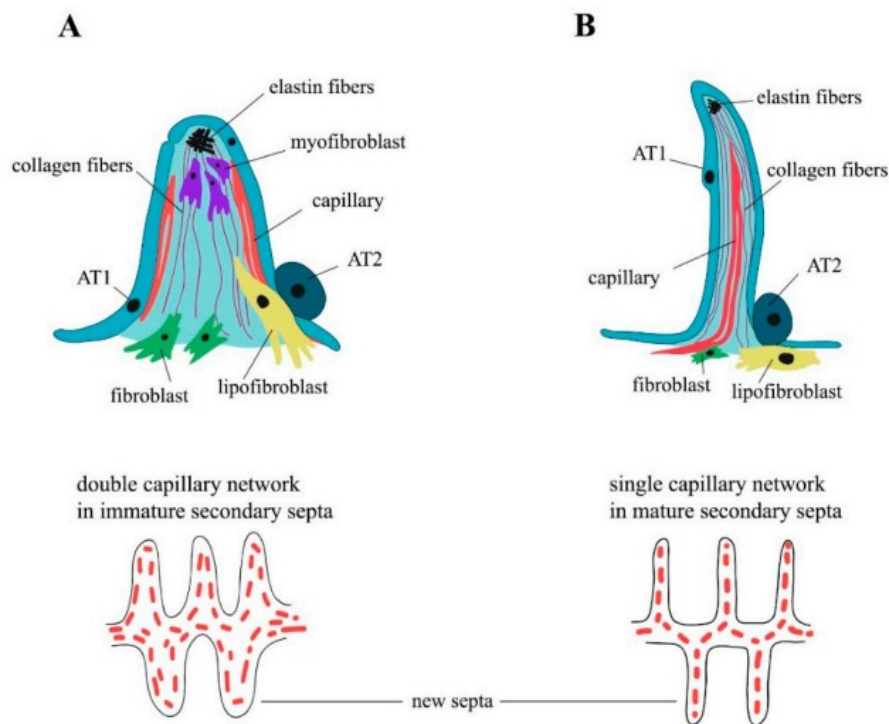 A
elastin fibers
myofibroblast
collagen fibers
capillary
AT2
AT1
fibroblast
lipofibroblast
double capillary network
in immature secondary septa
B
elastin fibers
AT1
collagen fibers
capillary
AT2
fibroblast
lipofibroblast
single capillary network
in mature secondary septa
new septa